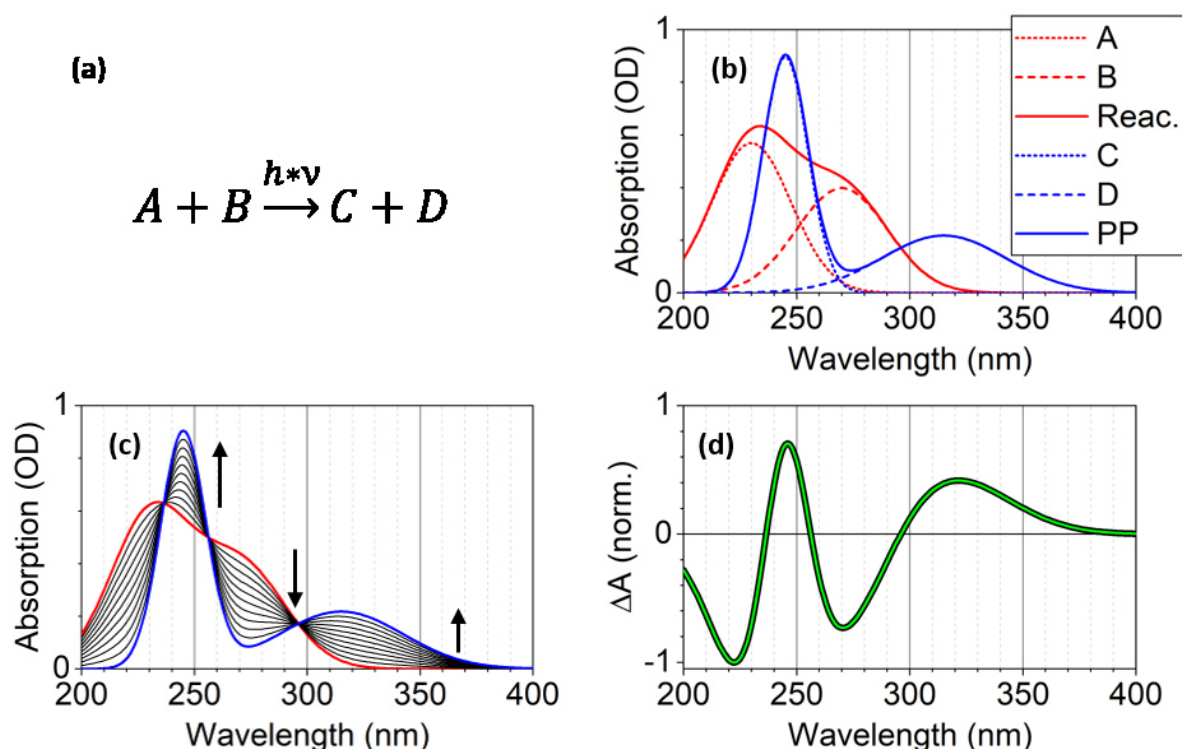 (a)
h*ν
A + B → C + D
(b)
Absorption (OD)
1
0
200 250 300 350 400
Wavelength (nm)
A
B
Reac.
C
D
PP
(c)
Absorption (OD)
1
0
200 250 300 350 400
Wavelength (nm)
(d)
ΔA (norm.)
1
0
-1
200 250 300 350 400
Wavelength (nm)